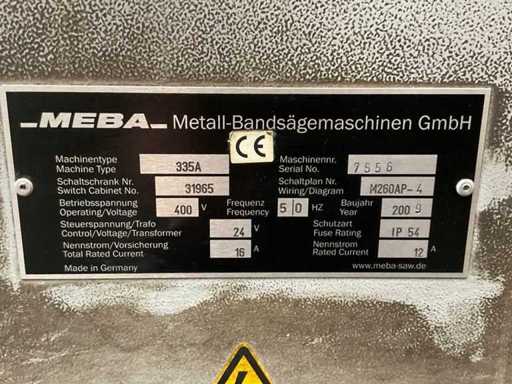 MEBA Metall-Bandsägemaschinen GmbH
CE
Machinentype 335A Maschinennr. 7556
Machine Type Serial No.
Schaltschrank Nr. 31965 Schaltplan Nr. M260AP-4
Switch Cabinet No. Wiring/Diagram
Betriebsspannung 400 V Frequenz 50 HZ Baujahr 2009
Operating/Voltage Frequency Year
Steuerspannung/Trafo 24 V Schutzart IP 54
Control/Voltage/Transformer Fuse Rating
Nennstrom/Versicherung 16 A Nennstrom 12 A
Total Rated Current Rated Current
Made in Germany www.meba-saw.de